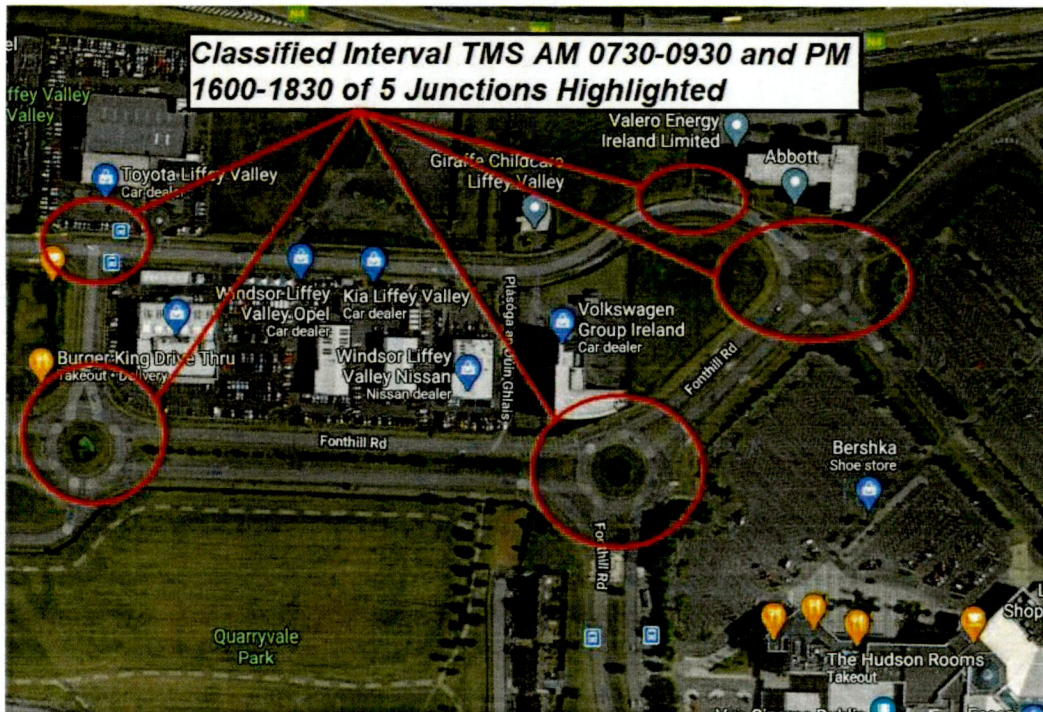 Classified Interval TMS AM 0730-0930 and PM
1600-1830 of 5 Junctions Highlighted
ffey Valley
Valley
Toyota Liffey Valley
Car dealer
Giraffe Childcare
Liffey Valley
Valero Energy
Ireland Limited
Abbott
Windsor Liffey
Valley Opel
Car dealer
Kia Liffey Valley
Car dealer
Volkswagen
Group Ireland
Car dealer
Burger King Drive Thru
Takeout • Delivery
Windsor Liffey
Valley Nissan
Nissan dealer
Fonthill Rd
Fonthill Rd
Fonthill Rd
Bershka
Shoe store
Quarryvale
Park
Shop
The Hudson Rooms
Takeout